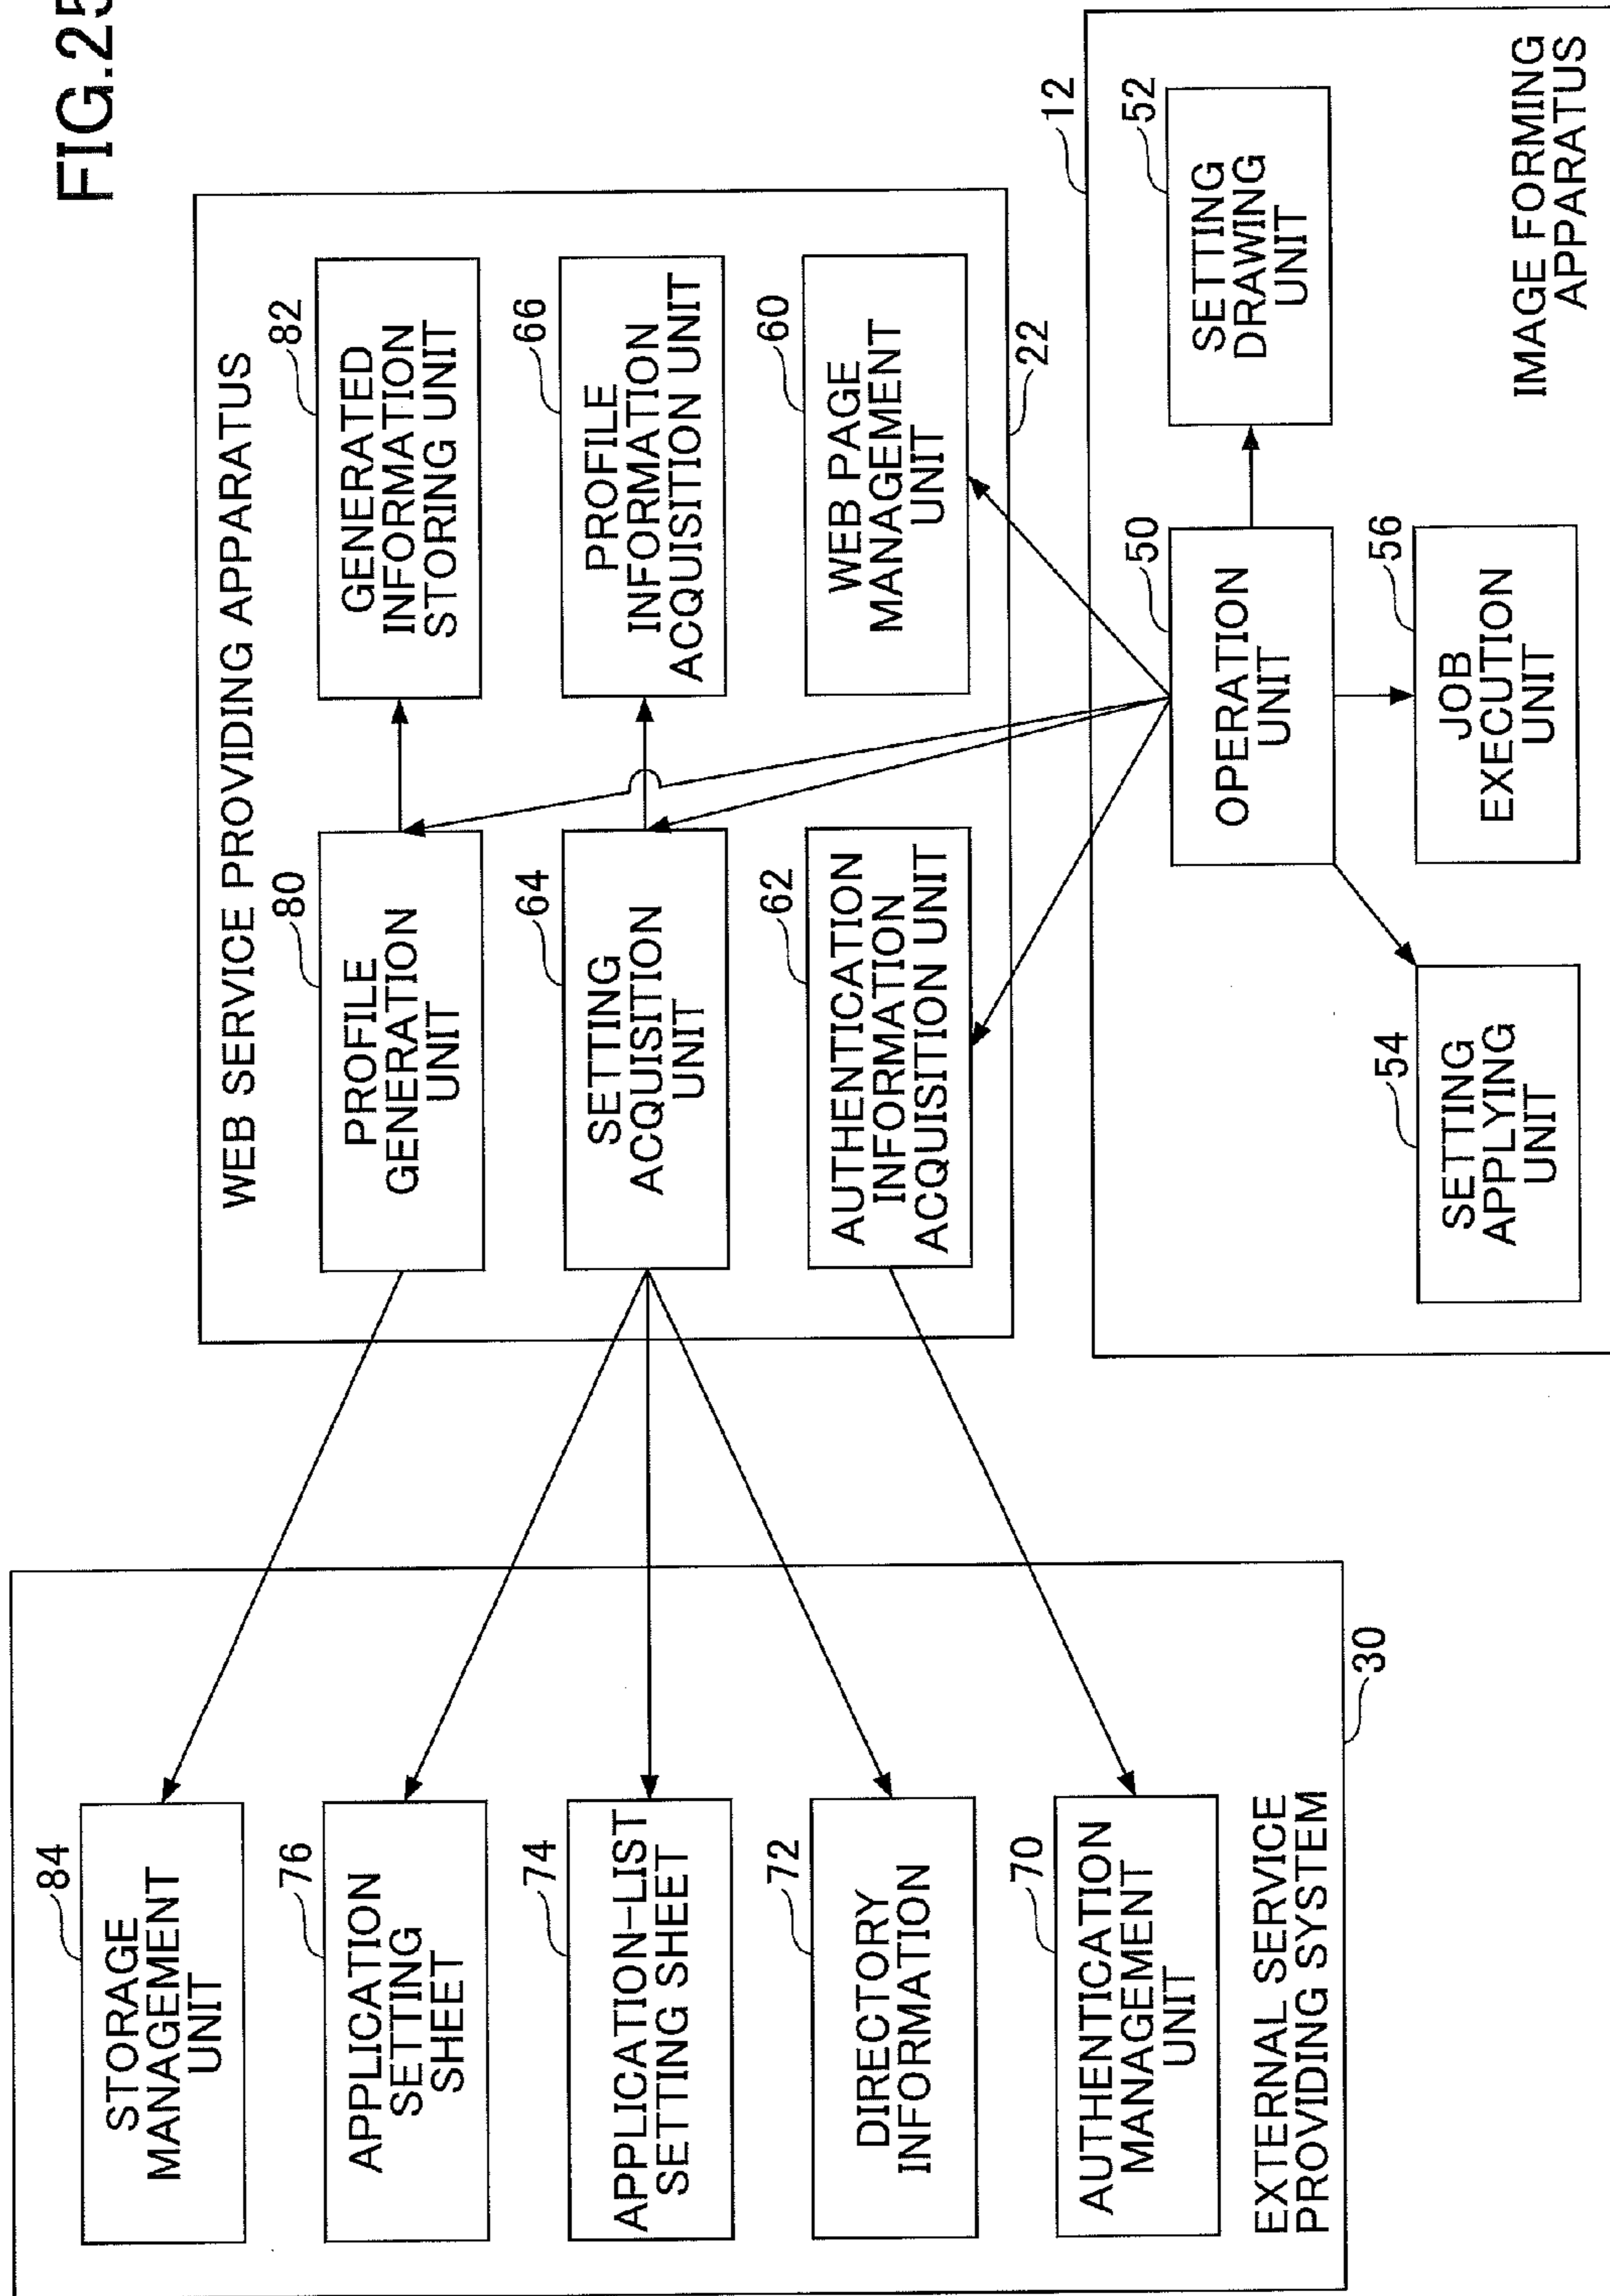 FIG.25
WEB SERVICE PROVIDING APPARATUS
80
PROFILE
GENERATION
UNIT
82
GENERATED
INFORMATION
STORING UNIT
64
SETTING
ACQUISITION
UNIT
66
PROFILE
INFORMATION
ACQUISITION UNIT
62
AUTHENTICATION
INFORMATION
ACQUISITION UNIT
60
WEB PAGE
MANAGEMENT
UNIT
22
84
STORAGE
MANAGEMENT
UNIT
76
APPLICATION
SETTING
SHEET
74
APPLICATION-LIST
SETTING SHEET
72
DIRECTORY
INFORMATION
70
AUTHENTICATION
MANAGEMENT
UNIT
EXTERNAL SERVICE
PROVIDING SYSTEM
30
12
50
OPERATION
UNIT
52
SETTING
DRAWING
UNIT
54
SETTING
APPLYING
UNIT
56
JOB
EXECUTION
UNIT
IMAGE FORMING
APPARATUS